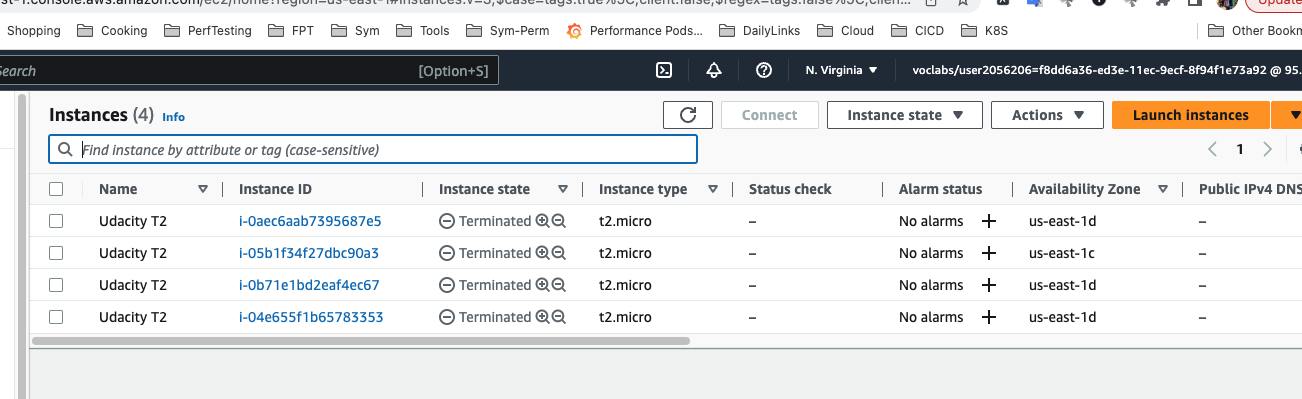 st-1.console.aws.amazon.com/ec2/home?region=us-east-1#Instances:v=3;$case=tags:true%5C,client:false;$regex=tags:false%5C,client...
Update
Shopping Cooking PerfTesting FPT Sym Tools Sym-Perm Performance Pods... DailyLinks Cloud CICD K8S Other Bookm
Search [Option+S] N. Virginia voclabs/user2056206=f8dd6a36-ed3e-11ec-9ecf-8f94f1e73a92 @ 95.
Instances (4) Info Connect Instance state Actions Launch instances
Find instance by attribute or tag (case-sensitive) 1
Name Instance ID Instance state Instance type Status check Alarm status Availability Zone Public IPv4 DNS
Udacity T2 i-0aec6aab7395687e5 Terminated t2.micro – No alarms + us-east-1d –
Udacity T2 i-05b1f34f27dbc90a3 Terminated t2.micro – No alarms + us-east-1c –
Udacity T2 i-0b71e1bd2eaf4ec67 Terminated t2.micro – No alarms + us-east-1d –
Udacity T2 i-04e655f1b65783353 Terminated t2.micro – No alarms + us-east-1d –